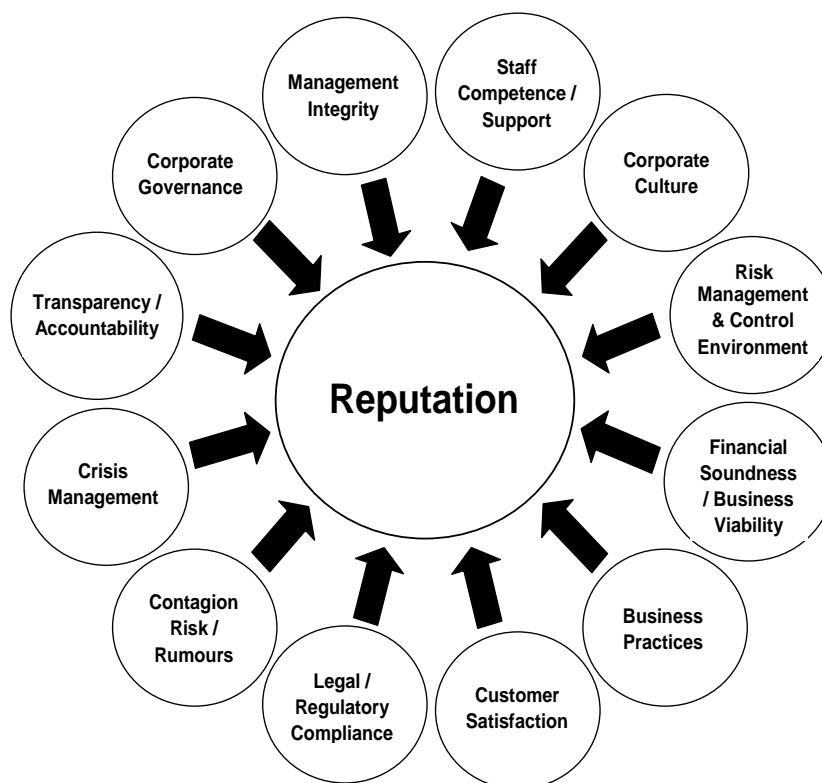 Management
Integrity
Staff
Competence /
Support
Corporate
Governance
Corporate
Culture
Transparency /
Accountability
Risk
Management
& Control
Environment
Reputation
Crisis
Management
Financial
Soundness
/ Business
Viability
Contagion
Risk /
Rumours
Business
Practices
Legal /
Regulatory
Compliance
Customer
Satisfaction